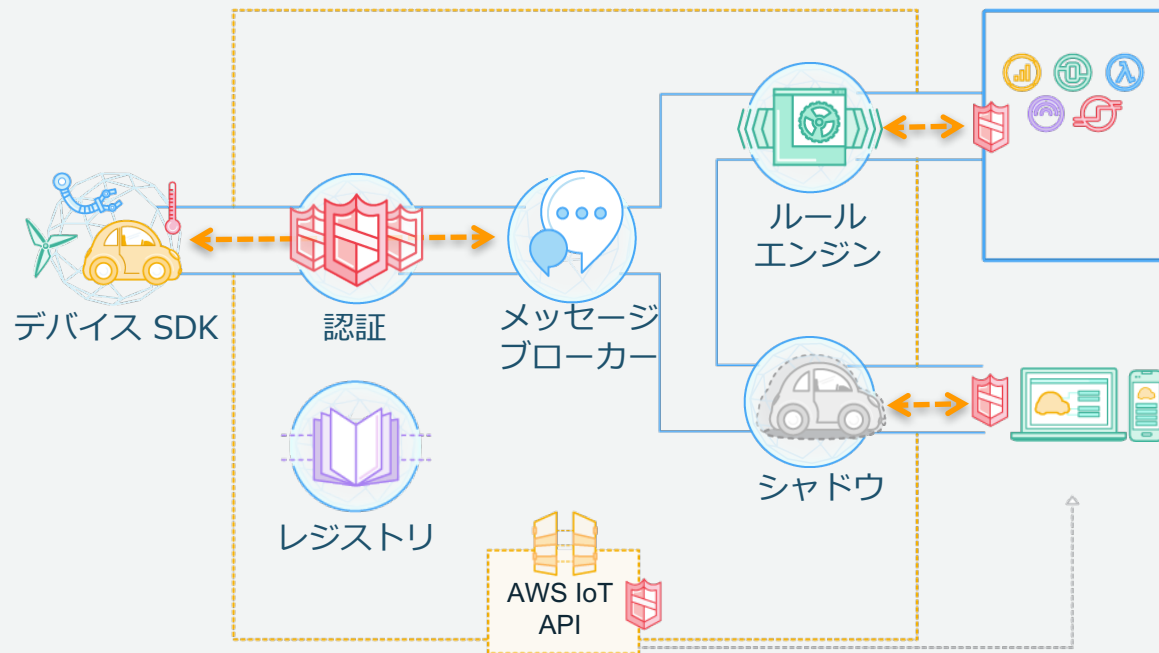 デバイス SDK
認証
メッセージ
ブローカー
ルール
エンジン
シャドウ
レジストリ
AWS IoT
API